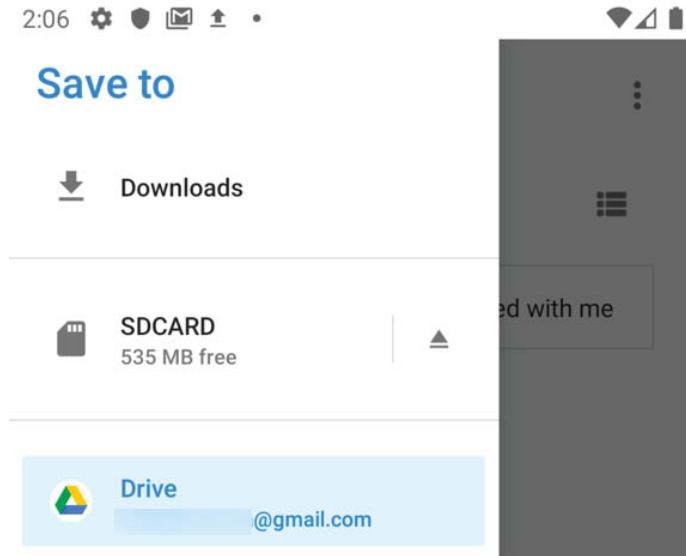 2:06
Save to
Downloads
ed with me
SDCARD
535 MB free
Drive
@gmail.com